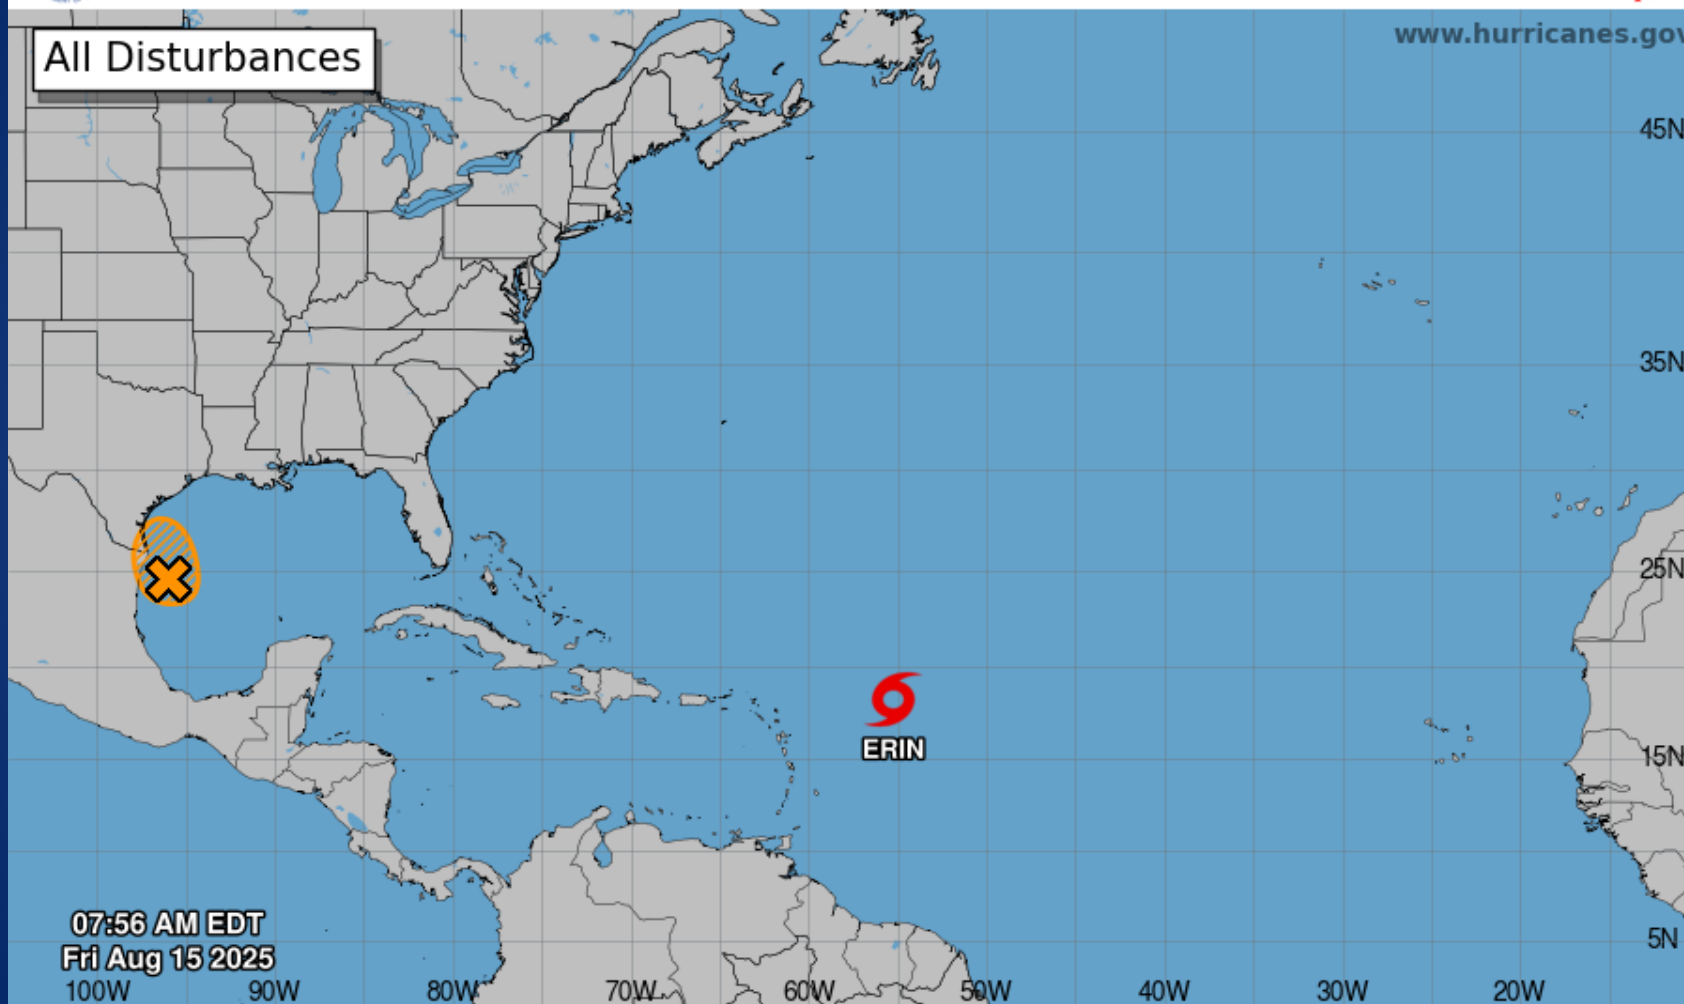 All Disturbances
www.hurricanes.gov
45N
35N
25N
ERIN
15N
07:56 AM EDT
Fri Aug 15 2025
5N
100W 90W 80W 70W 60W 50W 40W 30W 20W